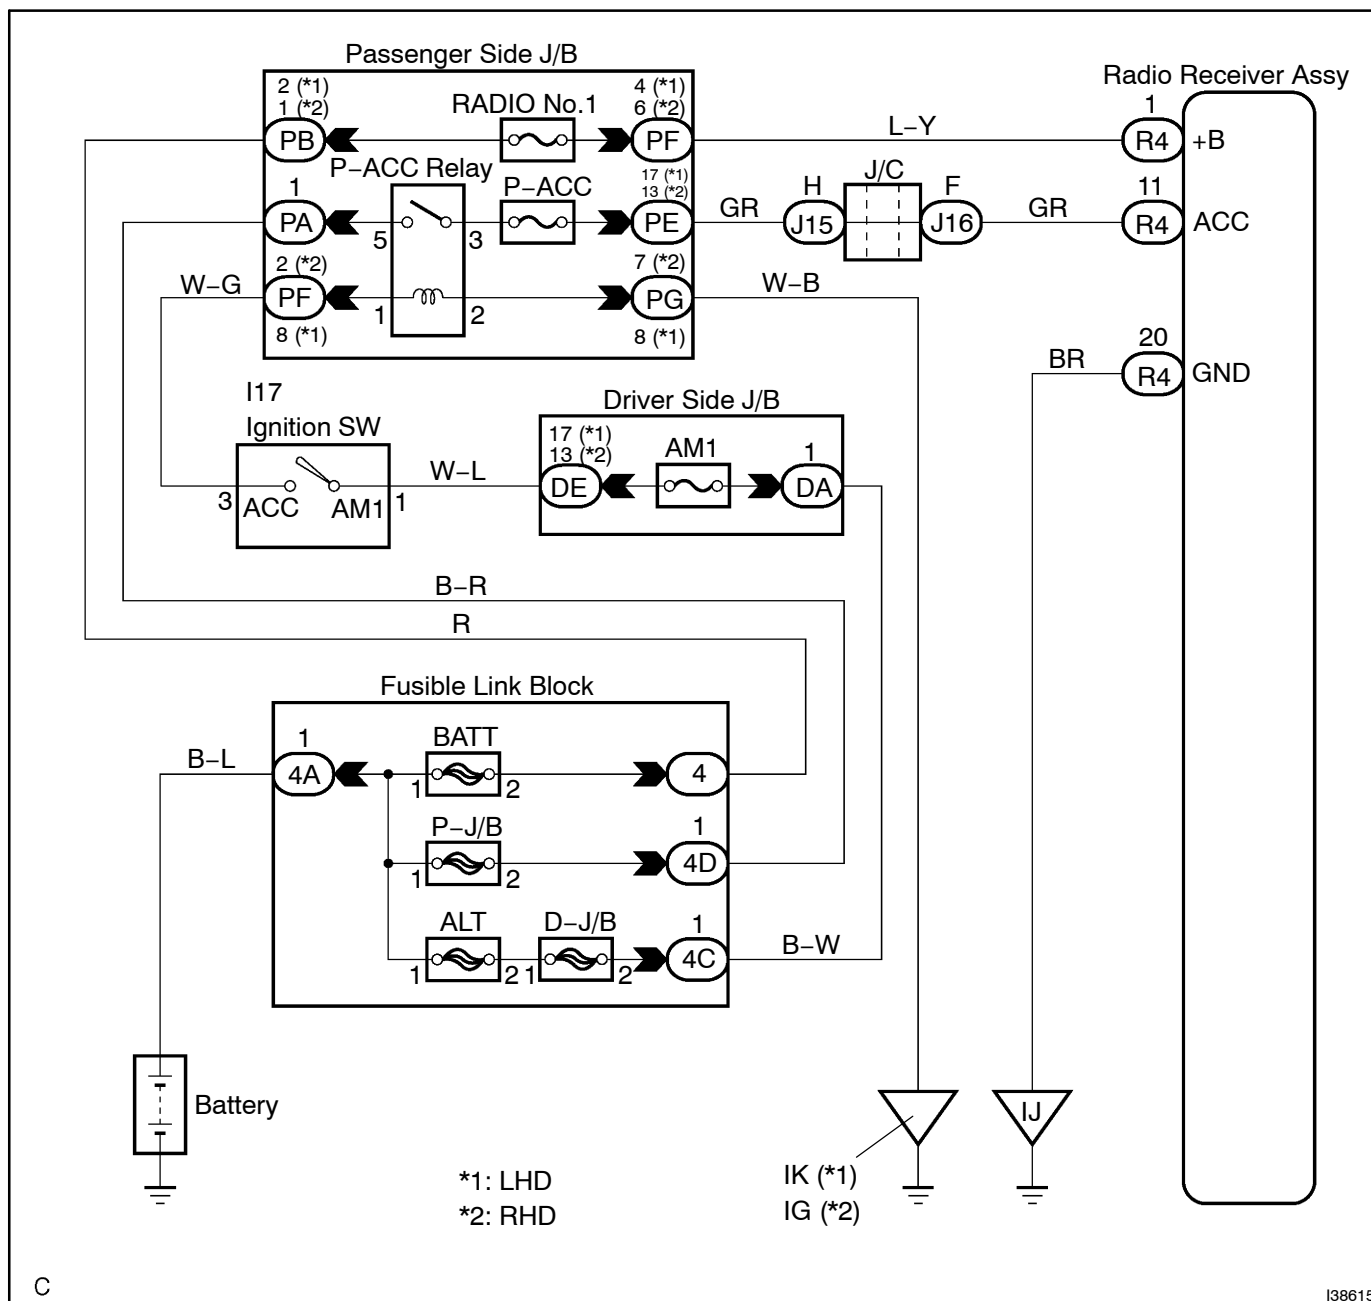 Passenger Side J/B
2 (*1)
1 (*2)
PB
RADIO No.1
4 (*1)
6 (*2)
PF
L-Y
Radio Receiver Assy
1
R4
+B
P-ACC Relay
1
PA
5
3
P-ACC
17 (*1)
13 (*2)
PE
GR
H
J15
J/C
F
J16
GR
11
R4
ACC
W-G
2 (*2)
PF
8 (*1)
1
2
7 (*2)
PG
8 (*1)
W-B
20
R4
GND
BR
I17
Ignition SW
3
ACC
AM1
1
W-L
Driver Side J/B
17 (*1)
13 (*2)
DE
AM1
1
DA
B-R
R
Fusible Link Block
B-L
1
4A
BATT
1
2
4
P-J/B
1
2
1
4D
ALT
1
2
D-J/B
1
2
1
4C
B-W
Battery
IJ
*1: LHD
*2: RHD
IK (*1)
IG (*2)
C
I38615